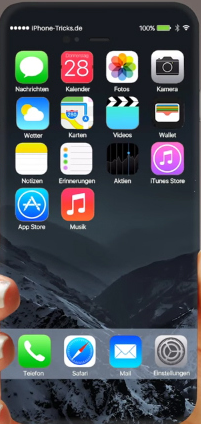 iPhone-Tricks.de 100%
28
Nachrichten Kalender Fotos Kamera
Wetter Karten Videos Wallet
Notizen Erinnerungen Aktien iTunes Store
App Store Musik
Telefon Safari Mail Einstellungen